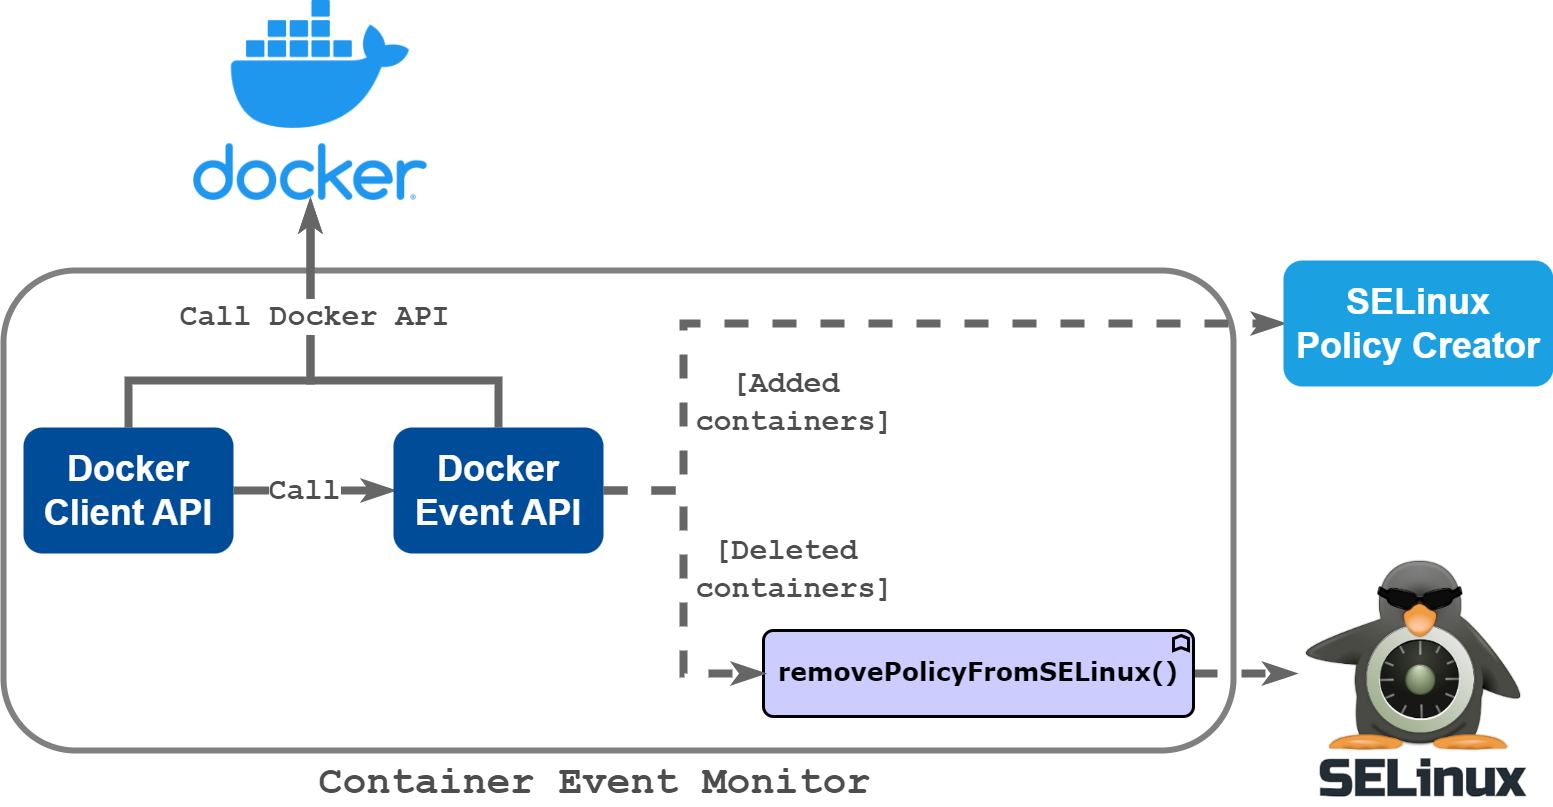 docker
Call Docker API
SELinux
Policy Creator
[Added
containers]
Docker
Client API
Call
Docker
Event API
[Deleted
containers]
removePolicyFromSELinux()
SELinux
Container Event Monitor